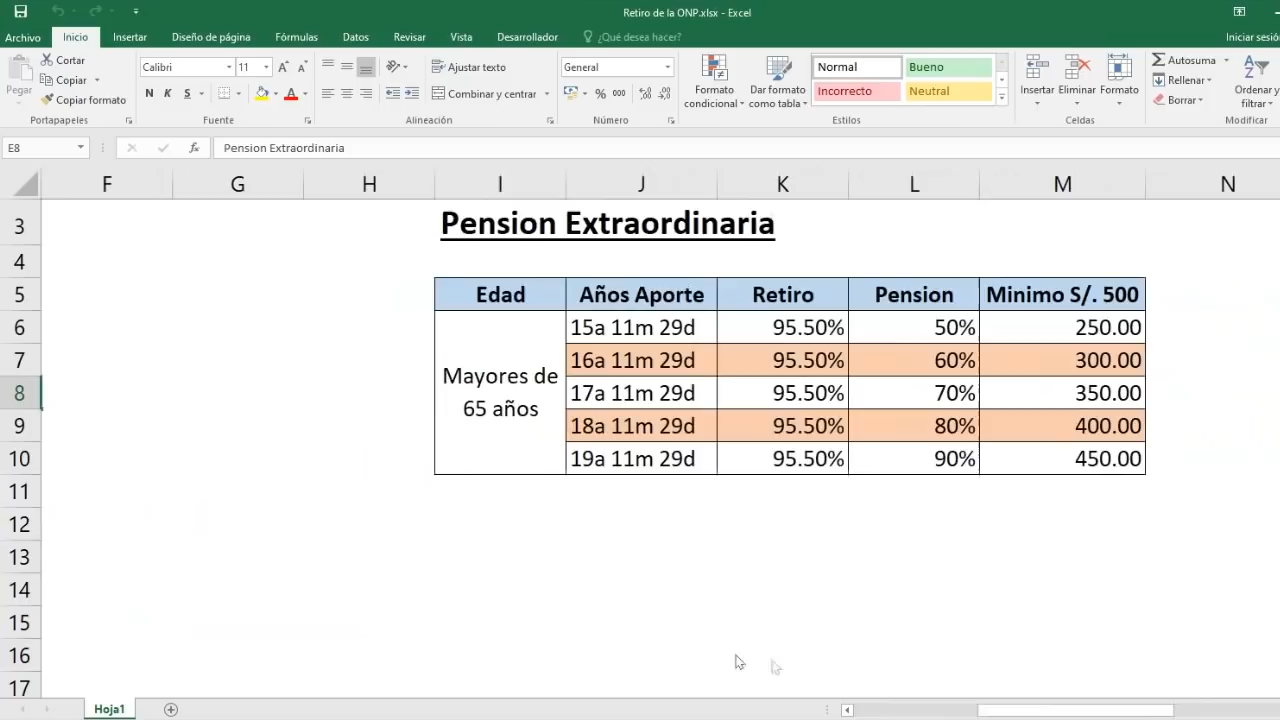 Retiro de la ONP.xlsx - Excel
Archivo Inicio Insertar Diseño de página Fórmulas Datos Revisar Vista Desarrollador ¿Qué desea hacer? Iniciar sesió
Pegar
Cortar
Copiar
Copiar formato
Portapapeles
Calibri 11
N K S
A
Fuente
Ajustar texto
Combinar y centrar
Alineación
General
% 000
Número
Formato condicional
Dar formato como tabla
Normal Bueno
Incorrecto Neutral
Estilos
Insertar Eliminar Formato
Celdas
Autosuma
Rellenar
Borrar
Ordenar y
filtrar
Modificar
E8 fx Pension Extraordinaria
F G H I J K L M N
3 Pension Extraordinaria
4
5 Edad Años Aporte Retiro Pension Minimo S/. 500
6 15a 11m 29d 95.50% 50% 250.00
7 16a 11m 29d 95.50% 60% 300.00
Mayores de
8 17a 11m 29d 95.50% 70% 350.00
65 años
9 18a 11m 29d 95.50% 80% 400.00
10 19a 11m 29d 95.50% 90% 450.00
11
12
13
14
15
16
17
Hoja1